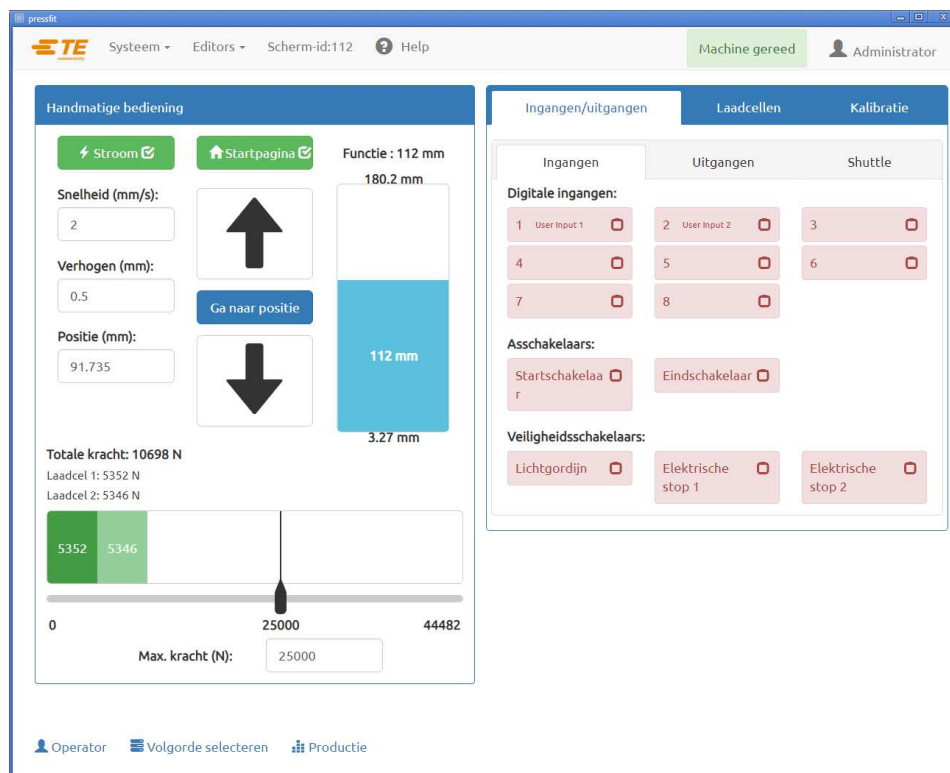 pressfit
TE
connectivity
Systeem
Editors
Scherm-id:112
Help
Machine gereed
Administrator
Handmatige bediening
Stroom
Startpagina
Functie : 112 mm
180.2 mm
Snelheid (mm/s):
2
Verhogen (mm):
0.5
Ga naar positie
Positie (mm):
91.735
112 mm
3.27 mm
Totale kracht: 10698 N
Laadcel 1: 5352 N
Laadcel 2: 5346 N
5352 5346
0 25000 44482
Max. kracht (N): 25000
Ingangen/uitgangen Laadcellen Kalibratie
Ingangen Uitgangen Shuttle
Digitale ingangen:
1 User Input 1
2 User Input 2
3
4
5
6
7
8
Asschakelaars:
Startschakelaa
r
Eindschakelaar
Veiligheidsschakelaars:
Lichtgordijn
Elektrische
stop 1
Elektrische
stop 2
Operator
Volgorde selecteren
Productie